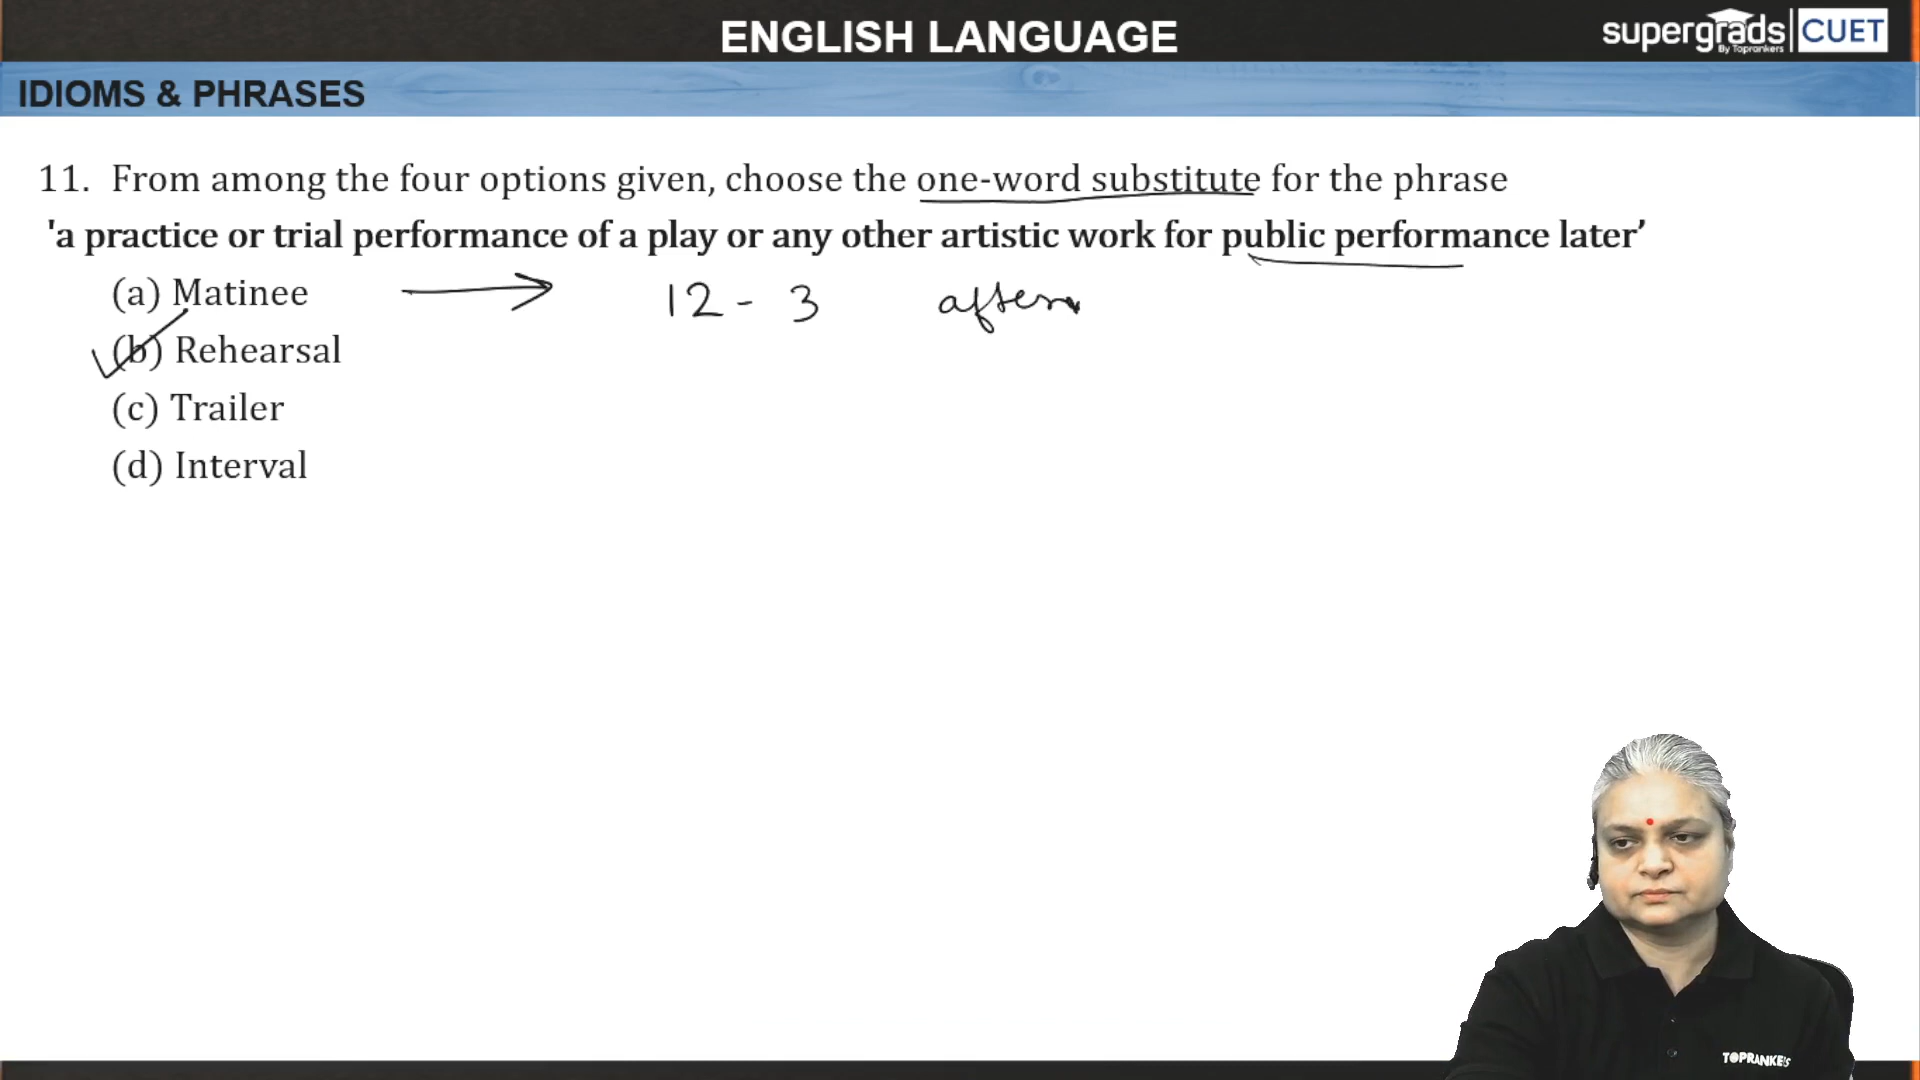 ENGLISH LANGUAGE
supergrads CUET
By Toprankers
IDIOMS & PHRASES
11. From among the four options given, choose the one-word substitute for the phrase
'a practice or trial performance of a play or any other artistic work for public performance later’
(a) Matinee 12 - 3
(b) Rehearsal
(c) Trailer
(d) Interval